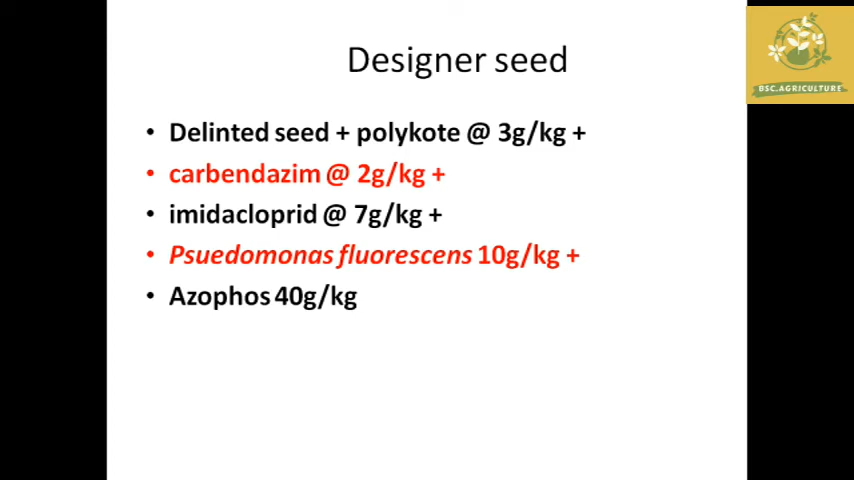 Designer seed
BSC.AGRICULTURE
• Delinted seed + polykote @ 3g/kg +
• carbendazim @ 2g/kg +
• imidacloprid @ 7g/kg +
• Psuedomonas fluorescens 10g/kg +
• Azophos 40g/kg